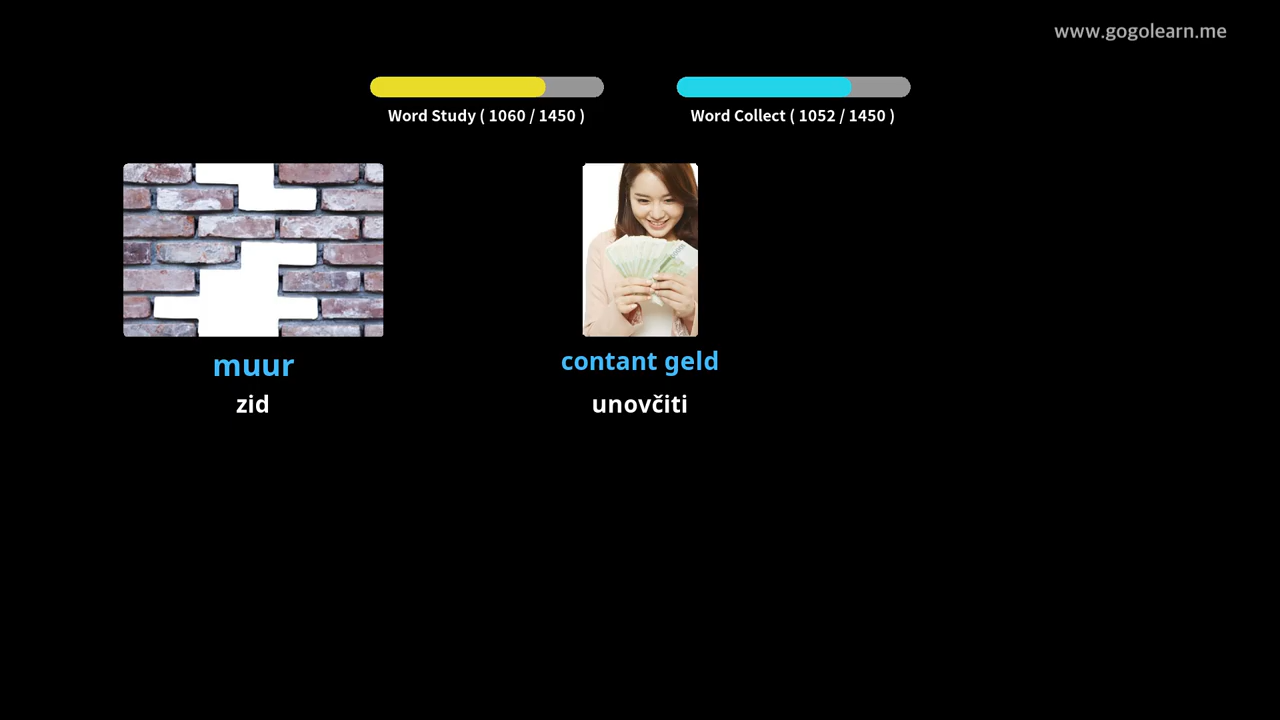 www.gogolearn.me
Word Study ( 1060 / 1450 )
Word Collect ( 1052 / 1450 )
muur
zid
contant geld
unovčiti